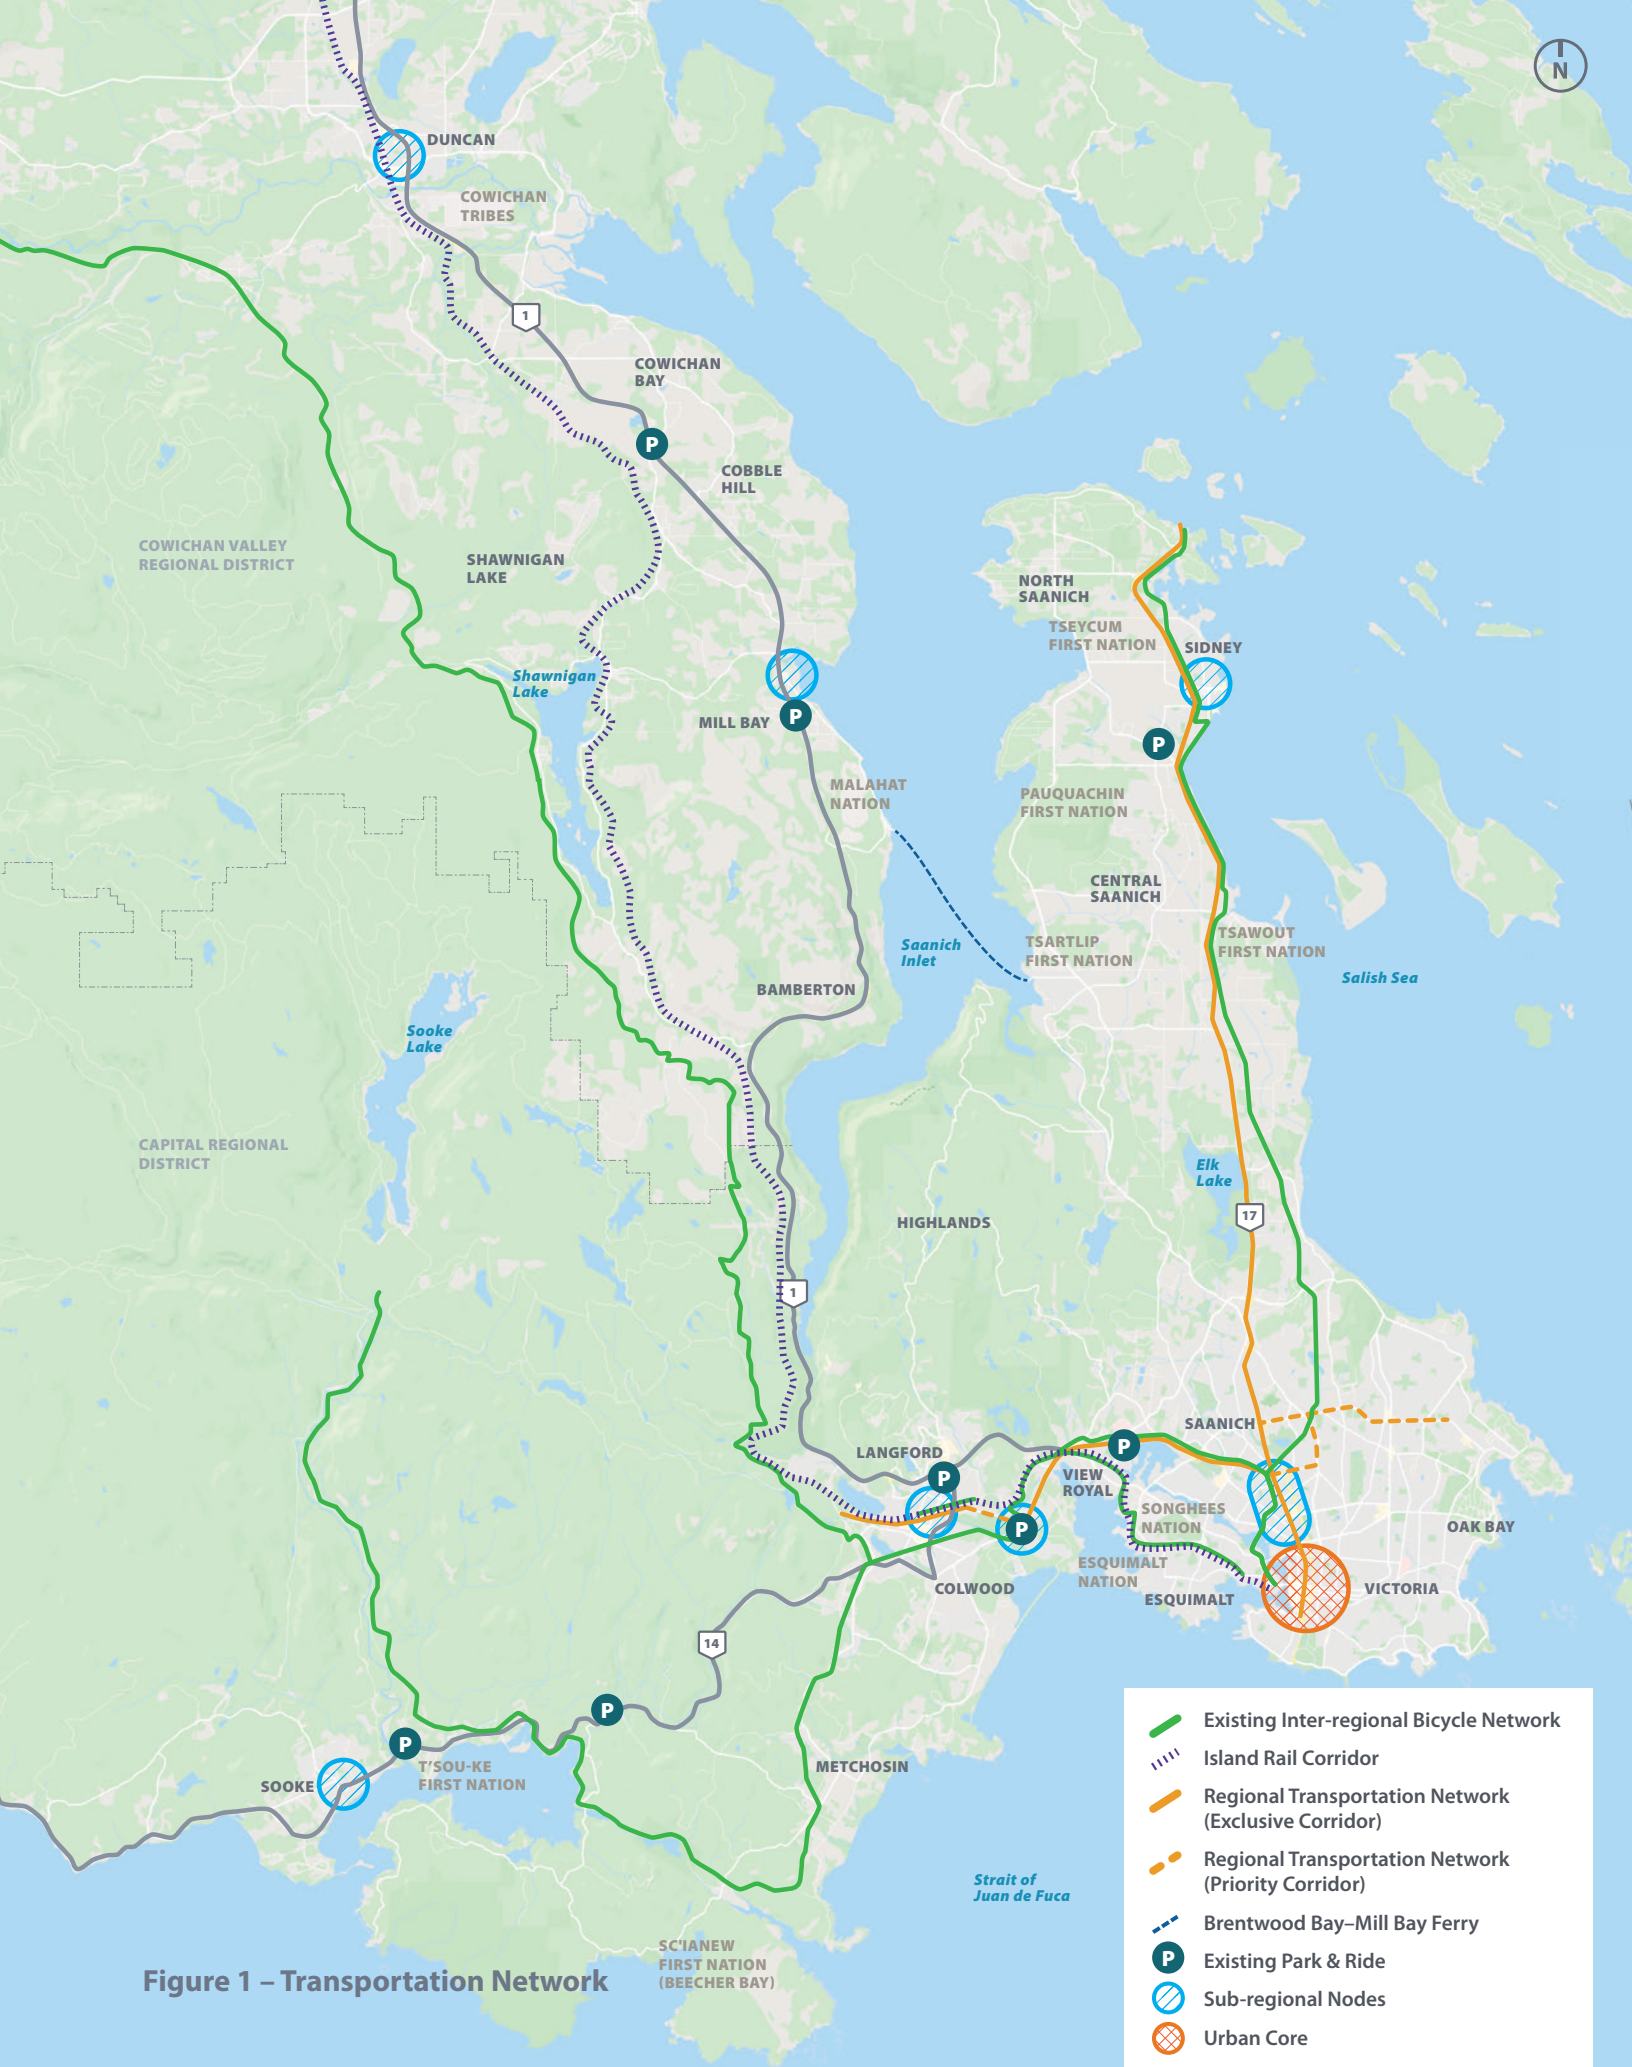 N
DUNCAN
COWICHAN
TRIBES
1
COWICHAN
BAY
P
COBBLE
HILL
COWICHAN VALLEY
REGIONAL DISTRICT
SHAWNIGAN
LAKE
NORTH
SAANICH
TSEYCUM
FIRST NATION
SIDNEY
Shawnigan
Lake
MILL BAY
P
P
MALAHAT
NATION
PAUQUACHIN
FIRST NATION
CENTRAL
SAANICH
TSARTLIP
FIRST NATION
TSAWOUT
FIRST NATION
Saanich
Inlet
Salish Sea
BAMBERTON
Sooke
Lake
CAPITAL REGIONAL
DISTRICT
Elk
Lake
17
HIGHLANDS
1
SAANICH
LANGFORD
P
P
VIEW
ROYAL
SONGHEES
NATION
P
OAK BAY
ESQUIMALT
NATION
COLWOOD
ESQUIMALT
VICTORIA
14
P
P
T'SOU-KE
FIRST NATION
SOOKE
METCHOSIN
Strait of
Juan de Fuca
SC'IANEW
FIRST NATION
(BEECHER BAY)
Figure 1 – Transportation Network
Existing Inter-regional Bicycle Network
Island Rail Corridor
Regional Transportation Network
(Exclusive Corridor)
Regional Transportation Network
(Priority Corridor)
Brentwood Bay–Mill Bay Ferry
P Existing Park & Ride
Sub-regional Nodes
Urban Core